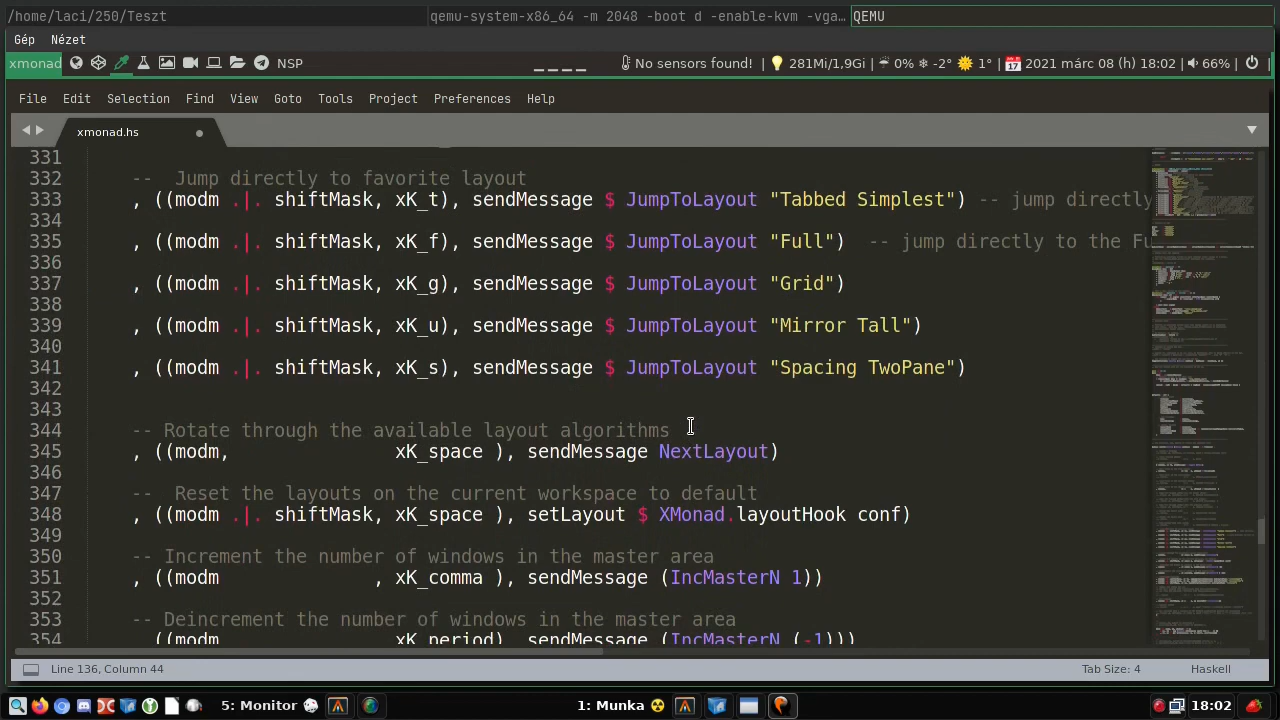 /home/laci/250/Teszt
qemu-system-x86_64 -m 2048 -boot d -enable-kvm -vga…
QEMU
Gép Nézet
xmonad NSP No sensors found! | 281Mi/1,9Gi | 0% -2° 1° | 17 2021 márc 08 (h) 18:02 | 66% | |
File Edit Selection Find View Goto Tools Project Preferences Help
xmonad.hs
331
332 -- Jump directly to favorite layout
333 , ((modm .|. shiftMask, xK_t), sendMessage $ JumpToLayout "Tabbed Simplest") -- jump directly
334
335 , ((modm .|. shiftMask, xK_f), sendMessage $ JumpToLayout "Full") -- jump directly to the Fu
336
337 , ((modm .|. shiftMask, xK_g), sendMessage $ JumpToLayout "Grid")
338
339 , ((modm .|. shiftMask, xK_u), sendMessage $ JumpToLayout "Mirror Tall")
340
341 , ((modm .|. shiftMask, xK_s), sendMessage $ JumpToLayout "Spacing TwoPane")
342
343
344 -- Rotate through the available layout algorithms
345 , ((modm, xK_space ), sendMessage NextLayout)
346
347 -- Reset the layouts on the current workspace to default
348 , ((modm .|. shiftMask, xK_space ), setLayout $ XMonad.layoutHook conf)
349
350 -- Increment the number of windows in the master area
351 , ((modm , xK_comma), sendMessage (IncMasterN 1))
352
353 -- Deincrement the number of windows in the master area
354 , ((modm , xK_period), sendMessage (IncMasterN (-1)))
Line 136, Column 44 Tab Size: 4 Haskell
5: Monitor 1: Munka 18:02